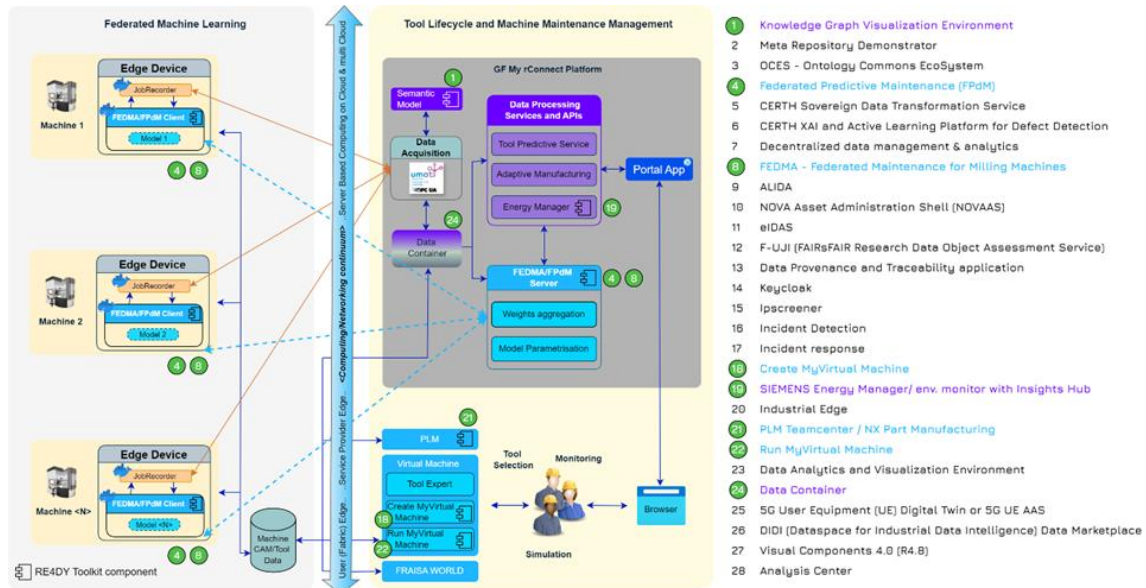 Federated Machine Learning
Edge Device
JobRecorder
FEDMA/FPdM Client
Model 1
Machine 1
4 8
Edge Device
JobRecorder
FEDMA/FPdM Client
Model 2
Machine 2
4 8
Edge Device
JobRecorder
FEDMA/FPdM Client
Model <N>
Machine <N>
4 8
Machine
CAM/Tool
Data
RE4DY Toolkit component
User (Fabric) Edge... ...Service Provider Edge... <Computing/Networking continuum> ...Server Based Computing on Cloud & multi Cloud
Tool Lifecycle and Machine Maintenance Management
GF My rConnect Platform
1
Semantic
Model
Data
Acquisition
umati
24
Data
Container
Data Processing
Services and APIs
Tool Predictive Service
Adaptive Manufacturing
Energy Manager
19
Portal App
FEDMA/FPdM
Server
4 8
Weights aggregation
Model Parametrisation
21
PLM
Virtual Machine
Tool Expert
Create MyVirtual
Machine
18
Run MyVirtual
Machine
22
FRAISA WORLD
Tool
Selection
Monitoring
Simulation
Browser
1 Knowledge Graph Visualization Environment
2 Meta Repository Demonstrator
3 OCES - Ontology Commons EcoSystem
4 Federated Predictive Maintenance (FPdM)
5 CERTH Sovereign Data Transformation Service
6 CERTH XAI and Active Learning Platform for Defect Detection
7 Decentralized data management & analytics
8 FEDMA - Federated Maintenance for Milling Machines
9 ALIDA
10 NOVA Asset Administration Shell (NOVAAS)
11 eIDAS
12 F-UJI (FAIRsFAIR Research Data Object Assessment Service)
13 Data Provenance and Traceability application
14 Keycloak
15 Ipscreener
16 Incident Detection
17 Incident response
18 Create MyVirtual Machine
19 SIEMENS Energy Manager/ env. monitor with Insights Hub
20 Industrial Edge
21 PLM Teamcenter / NX Part Manufacturing
22 Run MyVirtual Machine
23 Data Analytics and Visualization Environment
24 Data Container
25 5G User Equipment (UE) Digital Twin or 5G UE AAS
26 DIDI (Dataspace for Industrial Data Intelligence) Data Marketplace
27 Visual Components 4.0 (R4.8)
28 Analysis Center